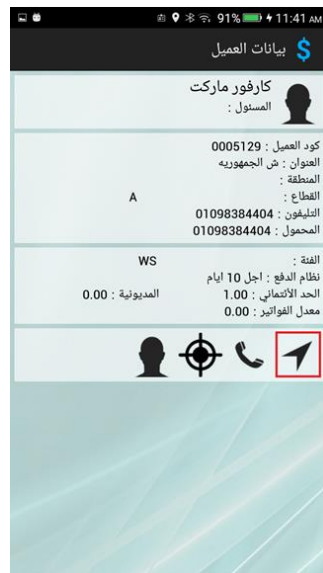 91% 11:41 AM
بيانات العميل
كارفور ماركت
المسئول :
كود العميل : 0005129
العنوان : ش الجمهوريه
المنطقة :
القطاع : A
التليفون : 01098384404
المحمول : 01098384404
الفئة : WS
نظام الدفع : اجل 10 ايام
الحد الأئتماني : 1.00 المديونية : 0.00
معدل الفواتير : 0.00